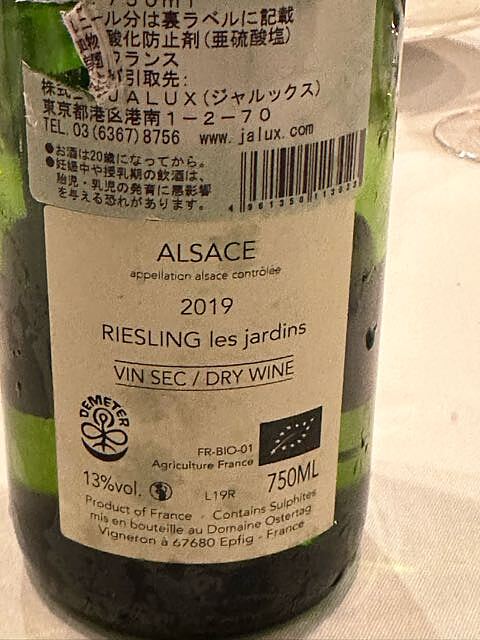 750ml
ール分は裏ラベルに記載
酸化防止剤(亜硫酸塩)
フランス
引取先:
株式 JALUX(ジャルックス)
東京都港区港南1-2-70
TEL,03(6367)8756 www.jalux.com
●お酒は20歳になってから。
●妊娠中や授乳期の飲酒は、
胎児・乳児の発育に悪影響
を与える恐れがあります。
ALSACE
appellation alsace contrôlée
2019
RIESLING les jardins
VIN SEC / DRY WINE
DEMETER
FR-BIO-01
Agriculture France
13%vol. L19R 750ML
Product of France - Contains Sulphites
mis en bouteille au Domaine Ostertag
Vigneron à 67680 Epfig - France